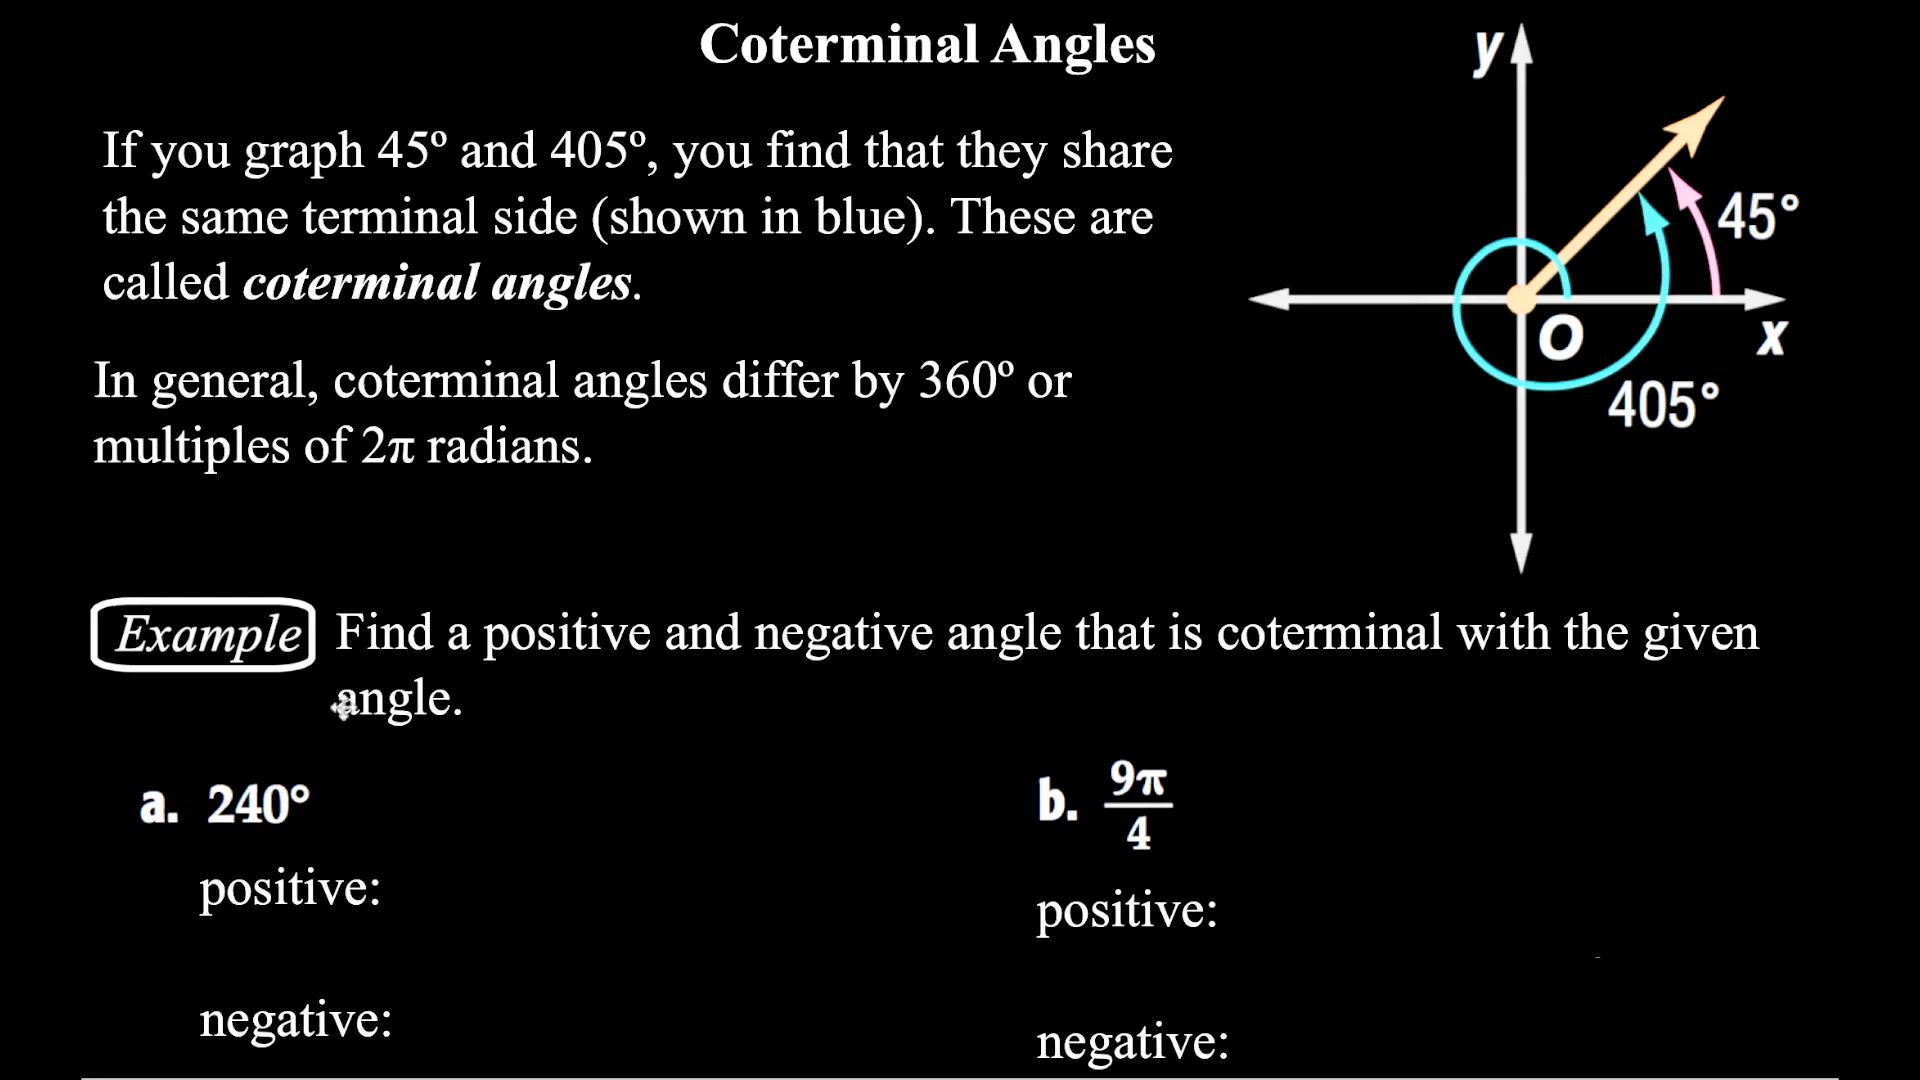 Coterminal Angles
If you graph 45º and 405º, you find that they share
the same terminal side (shown in blue). These are
called coterminal angles.
In general, coterminal angles differ by 360º or
multiples of 2π radians.
y
45°
O
x
405°
Example Find a positive and negative angle that is coterminal with the given
angle.
a. 240°
positive:
negative:
b. 9π/4
positive:
negative: